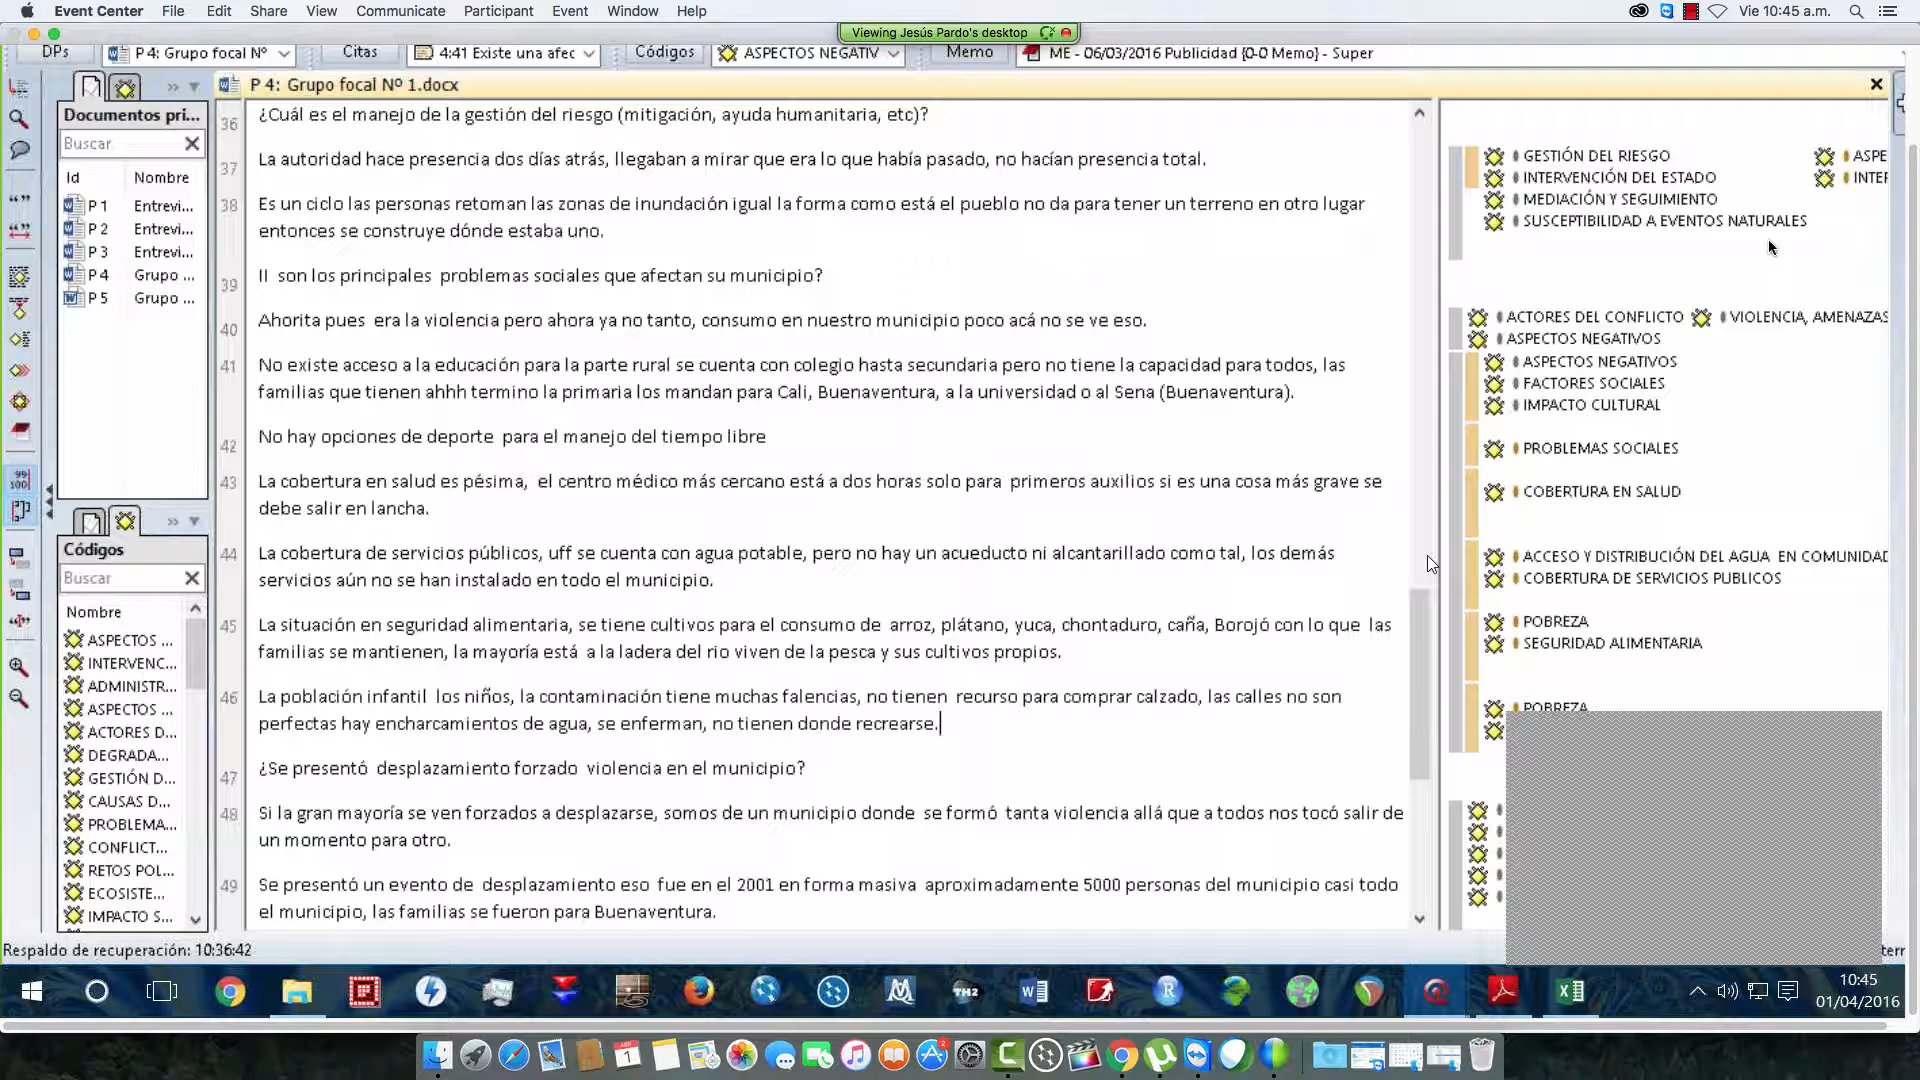 Event Center File Edit Share View Communicate Participant Event Window Help Vie 10:45 a.m.
Viewing Jesús Pardo's desktop
DPs P 4: Grupo focal Nº Citas 4:41 Existe una afec Códigos ASPECTOS NEGATIV Memo ME - 06/03/2016 Publicidad {0-0 Memo} - Super
P 4: Grupo focal Nº 1.docx
Documentos pri...
Buscar
Id Nombre
P 1 Entrevi...
P 2 Entrevi...
P 3 Entrevi...
P 4 Grupo ...
P 5 Grupo ...
Códigos
Buscar
Nombre
ASPECTOS ...
INTERVENC...
ADMINISTR...
ASPECTOS ...
ACTORES D...
DEGRADA...
GESTIÓN D...
CAUSAS D...
PROBLEMA...
CONFLICT...
RETOS POL...
ECOSISTE...
IMPACTO S...
36 ¿Cuál es el manejo de la gestión del riesgo (mitigación, ayuda humanitaria, etc)?
37 La autoridad hace presencia dos días atrás, llegaban a mirar que era lo que había pasado, no hacían presencia total.
38 Es un ciclo las personas retoman las zonas de inundación igual la forma como está el pueblo no da para tener un terreno en otro lugar
entonces se construye dónde estaba uno.
39 II son los principales problemas sociales que afectan su municipio?
40 Ahorita pues era la violencia pero ahora ya no tanto, consumo en nuestro municipio poco acá no se ve eso.
41 No existe acceso a la educación para la parte rural se cuenta con colegio hasta secundaria pero no tiene la capacidad para todos, las
familias que tienen ahhh termino la primaria los mandan para Cali, Buenaventura, a la universidad o al Sena (Buenaventura).
42 No hay opciones de deporte para el manejo del tiempo libre
43 La cobertura en salud es pésima, el centro médico más cercano está a dos horas solo para primeros auxilios si es una cosa más grave se
debe salir en lancha.
44 La cobertura de servicios públicos, uff se cuenta con agua potable, pero no hay un acueducto ni alcantarillado como tal, los demás
servicios aún no se han instalado en todo el municipio.
45 La situación en seguridad alimentaria, se tiene cultivos para el consumo de arroz, plátano, yuca, chontaduro, caña, Borojó con lo que las
familias se mantienen, la mayoría está a la ladera del rio viven de la pesca y sus cultivos propios.
46 La población infantil los niños, la contaminación tiene muchas falencias, no tienen recurso para comprar calzado, las calles no son
perfectas hay encharcamientos de agua, se enferman, no tienen donde recrearse.
47 ¿Se presentó desplazamiento forzado violencia en el municipio?
48 Si la gran mayoría se ven forzados a desplazarse, somos de un municipio donde se formó tanta violencia allá que a todos nos tocó salir de
un momento para otro.
49 Se presentó un evento de desplazamiento eso fue en el 2001 en forma masiva aproximadamente 5000 personas del municipio casi todo
el municipio, las familias se fueron para Buenaventura.
GESTIÓN DEL RIESGO ASPE
INTERVENCIÓN DEL ESTADO INTER
MEDIACIÓN Y SEGUIMIENTO
SUSCEPTIBILIDAD A EVENTOS NATURALES
ACTORES DEL CONFLICTO VIOLENCIA, AMENAZAS
ASPECTOS NEGATIVOS
ASPECTOS NEGATIVOS
FACTORES SOCIALES
IMPACTO CULTURAL
PROBLEMAS SOCIALES
COBERTURA EN SALUD
ACCESO Y DISTRIBUCIÓN DEL AGUA EN COMUNIDAD
COBERTURA DE SERVICIOS PUBLICOS
POBREZA
SEGURIDAD ALIMENTARIA
POBREZA
Respaldo de recuperación: 10:36:42
TH2
10:45
01/04/2016